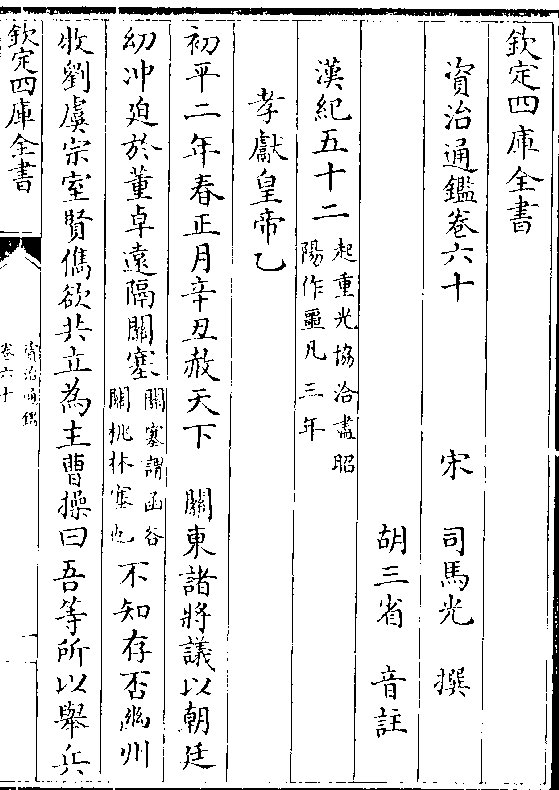 欽定四庫全書
資治通鑑卷六十
宋 司馬光 撰
胡三省 音註
漢紀五十二
起重光協洽盡昭
陽作噩凡三年
孝獻皇帝乙
初平二年春正月辛丑赦天下 關東諸將議以朝廷
幼冲迫於董卓遠隔關塞
關塞謂函谷
關桃林塞也
不知存否幽州
牧劉虞宗室賢儁欲共立為主曹操曰吾等所以舉兵
欽定四庫全書
資治通鑑
卷六十
一